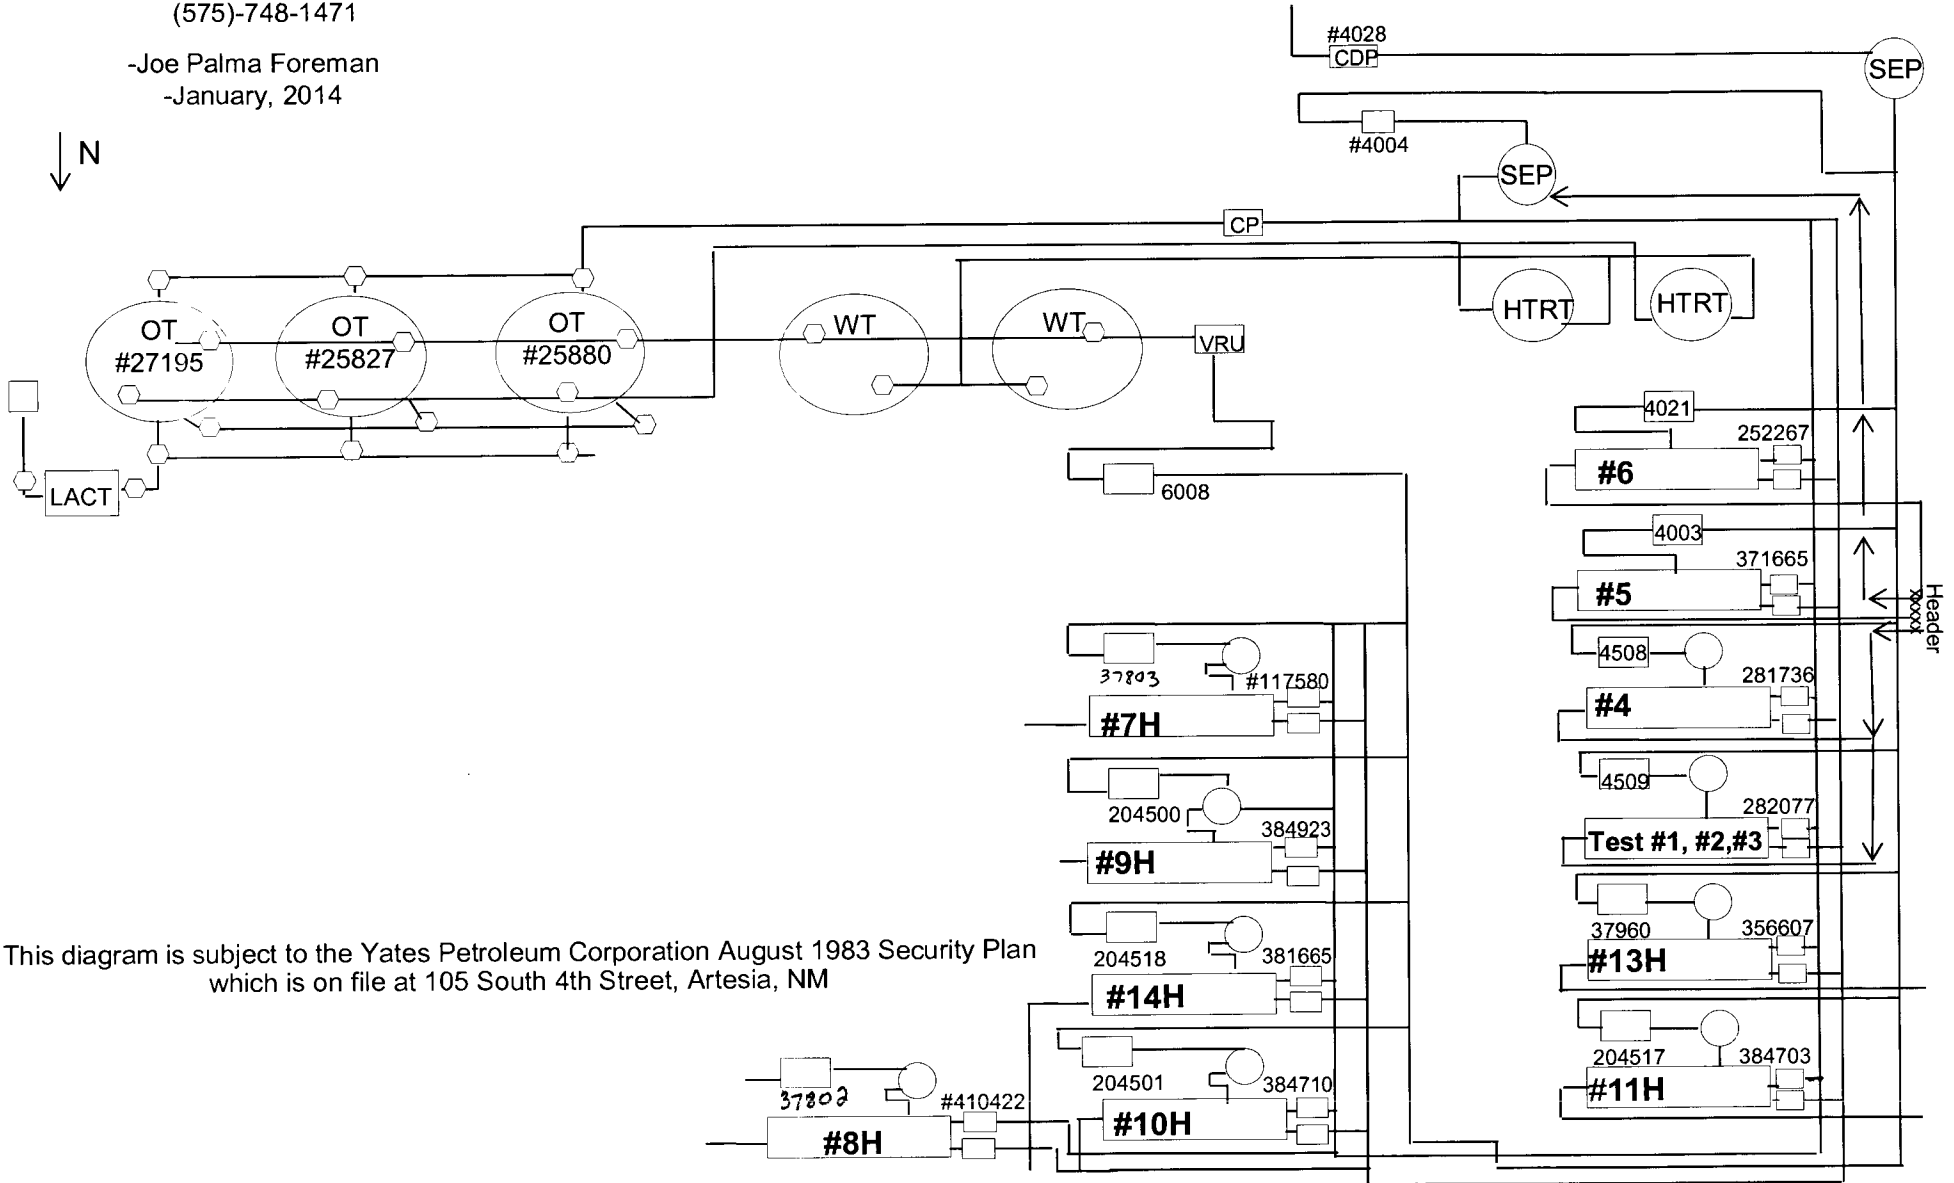 (575)-748-1471
-Joe Palma Foreman
-January, 2014
N
#4028
CDP
SEP
#4004
SEP
CP
OT
#27195
OT
#25827
OT
#25880
WT
WT
VRU
HTRT
HTRT
LACT
6008
4021
252267
#6
4003
371665
#5
Header
xxxxx
4508
281736
#4
4509
282077
Test #1, #2,#3
37960
356607
#13H
204517
384703
#11H
37803
#117580
#7H
204500
384923
#9H
204518
381665
#14H
204501
384710
#10H
37802
#410422
#8H
This diagram is subject to the Yates Petroleum Corporation August 1983 Security Plan
which is on file at 105 South 4th Street, Artesia, NM